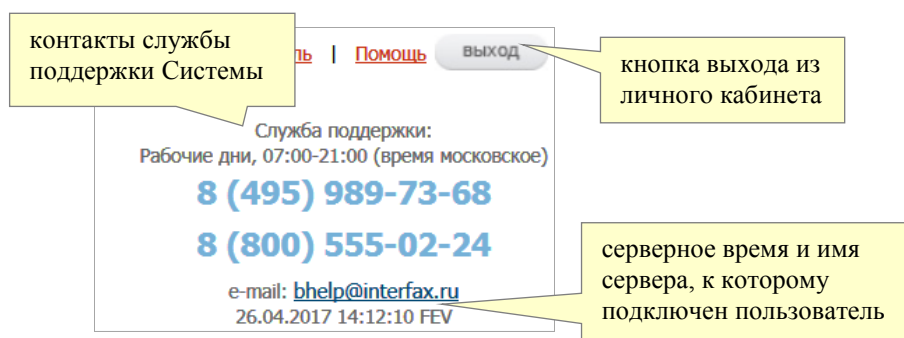 контакты службы
поддержки Системы
ль | Помощь выход
кнопка выхода из
личного кабинета
Служба поддержки:
Рабочие дни, 07:00-21:00 (время московское)
8 (495) 989-73-68
8 (800) 555-02-24
e-mail: bhelp@interfax.ru
26.04.2017 14:12:10 FEV
серверное время и имя
сервера, к которому
подключен пользователь